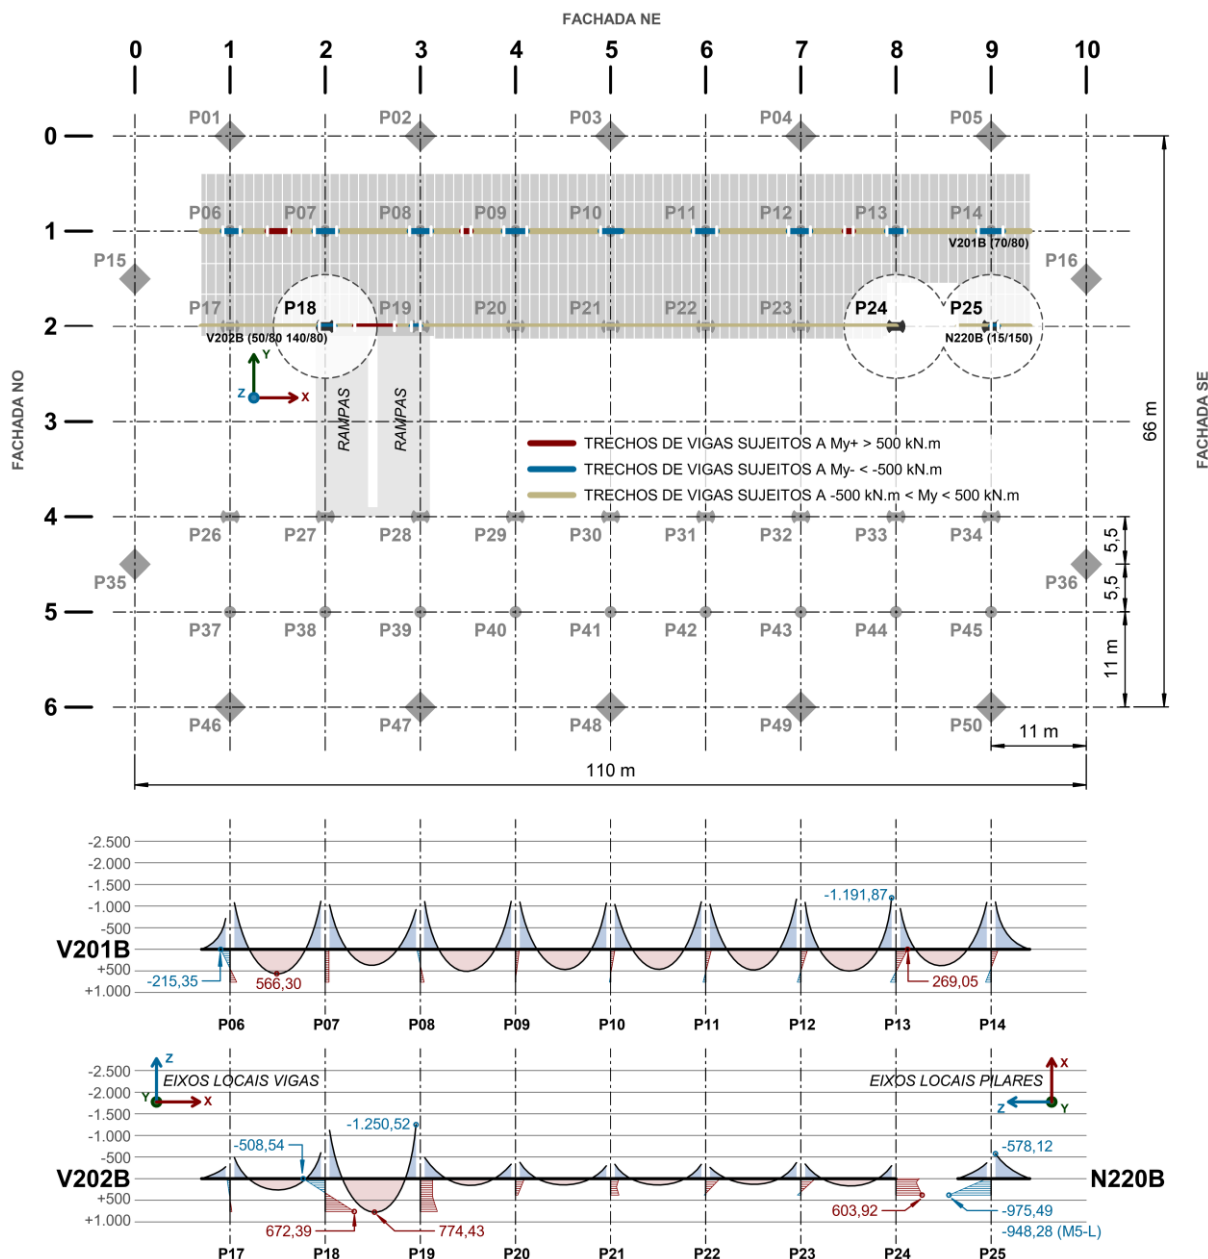 FACHADA NE
0 1 2 3 4 5 6 7 8 9 10
P01 P02 P03 P04 P05
0
P06 P07 P08 P09 P10 P11 P12 P13 P14
1
V201B (70/80)
P15 P16
P17 P18 P19 P20 P21 P22 P23 P24 P25
2
V202B (50/80 140/80) N220B (15/150)
Y
Z X
FACHADA NO
FACHADA SE
RAMPAS RAMPAS
3
66 m
TRECHOS DE VIGAS SUJEITOS A My+ > 500 kN.m
TRECHOS DE VIGAS SUJEITOS A My- < -500 kN.m
TRECHOS DE VIGAS SUJEITOS A -500 kN.m < My < 500 kN.m
4
P26 P27 P28 P29 P30 P31 P32 P33 P34
5,5
P35 P36
5,5
5
P37 P38 P39 P40 P41 P42 P43 P44 P45
11 m
6
P46 P47 P48 P49 P50
11 m
110 m
-2.500
-2.000
-1.500
-1.191,87
-1.000
-500
V201B
+500
-215,35 566,30 269,05
+1.000
P06 P07 P08 P09 P10 P11 P12 P13 P14
Z X
-2.500
EIXOS LOCAIS VIGAS EIXOS LOCAIS PILARES
-2.000
Y X Z Y
-1.500
-1.250,52
-1.000
-508,54 -578,12
-500
V202B N220B
+500
603,92 -975,49
+1.000
672,39 774,43 -948,28 (M5-L)
P17 P18 P19 P20 P21 P22 P23 P24 P25